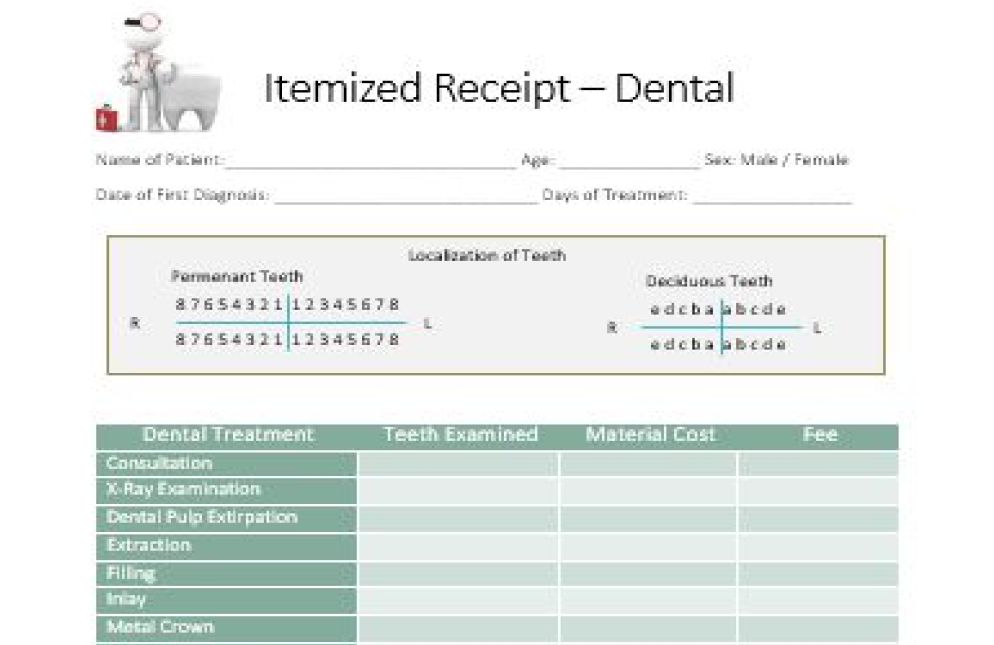 Itemized Receipt – Dental
Name of Patient:______________________________ Age: ______________ Sex: Male / Female
Date of First Diagnosis: ___________________________ Days of Treatment: ________________
Localization of Teeth
Permenant Teeth
8 7 6 5 4 3 2 1 1 2 3 4 5 6 7 8
R L
8 7 6 5 4 3 2 1 1 2 3 4 5 6 7 8
Deciduous Teeth
e d c b a a b c d e
R L
e d c b a a b c d e
Dental Treatment Teeth Examined Material Cost Fee
Consultation
X-Ray Examination
Dental Pulp Extirpation
Extraction
Filling
Inlay
Metal Crown